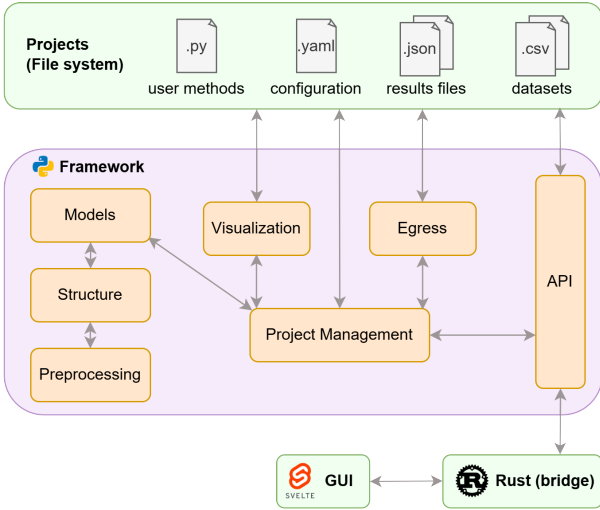 Projects
(File system)
.py
.yaml
.json
.csv
user methods
configuration
results files
datasets
Framework
Models
Visualization
Egress
API
Structure
Project Management
Preprocessing
SVELTE
GUI
R
Rust (bridge)